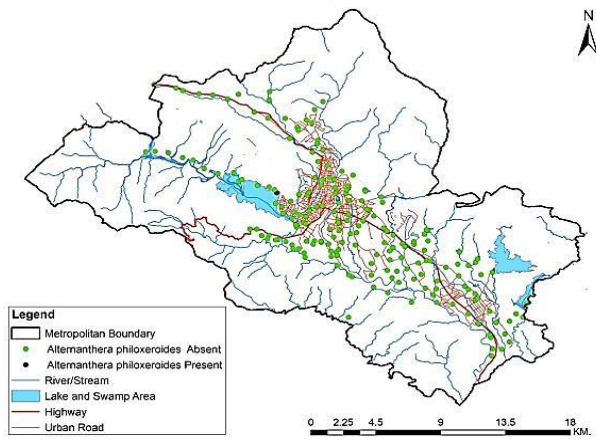 N
Legend
Metropolitan Boundary
Alternanthera philoxeroides Absent
Alternanthera philoxeroides Present
River/Stream
Lake and Swamp Area
Highway
Urban Road
0 2.25 4.5 9 13.5 18
KM.